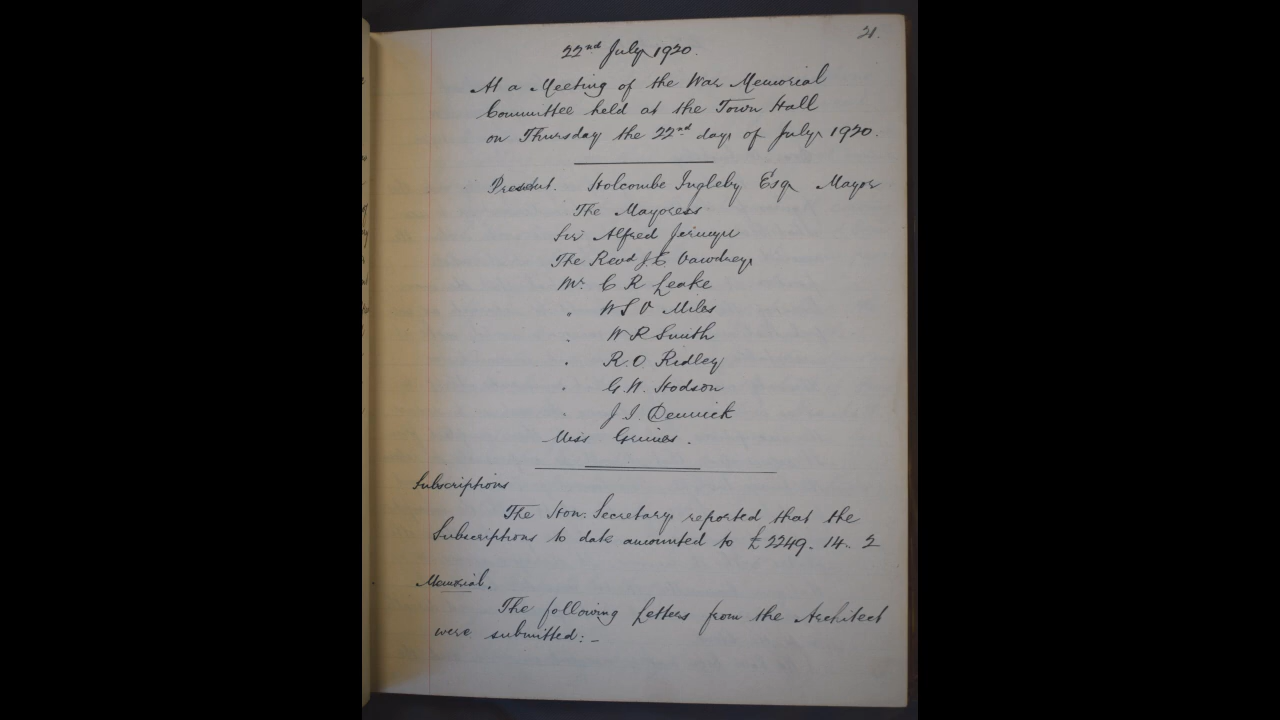 21.
22nd July 1920.
At a Meeting of the War Memorial
Committee held at the Town Hall
on Thursday the 22nd day of July 1920.
Present. Holcombe Ingleby Esq Mayor
The Mayoress
Sir Alfred Jermyn
The Revd J. E.
Mr. C R Leake
" W S V Miles
" W R Smith
" R. O. Ridley
" G. W. Hodson
" J. I.
Miss Grimes.
Subscriptions
The Hon. Secretary reported that the
Subscriptions to date amounted to £2249. 14. 2
Memorial.
The following Letters from the Architect
were submitted:-